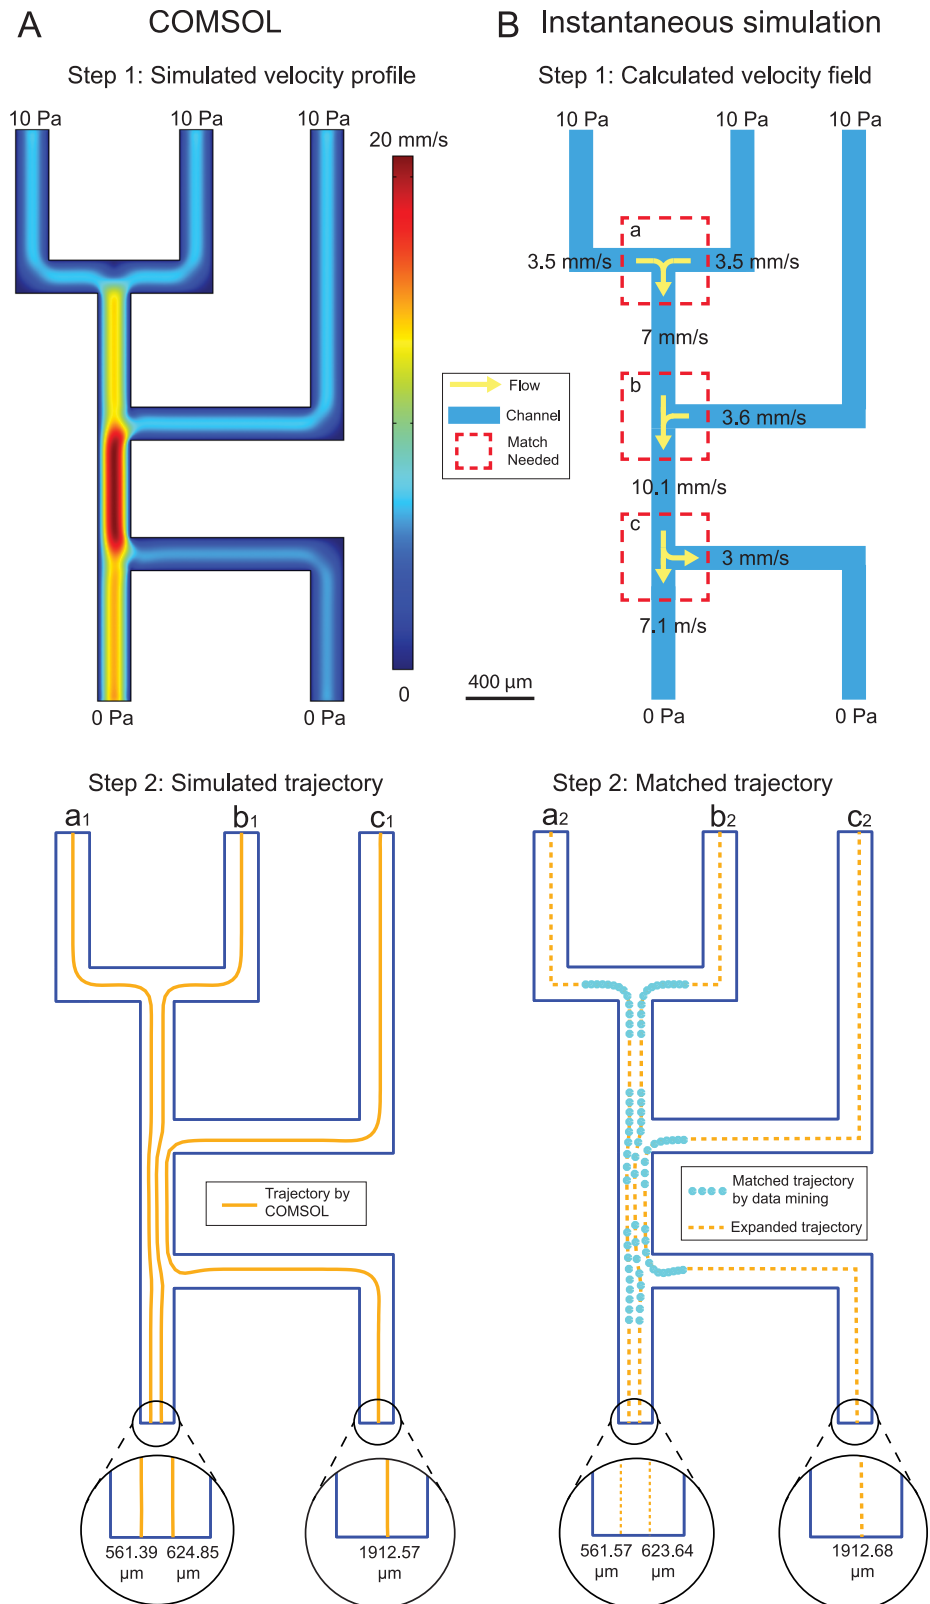 A COMSOL
B Instantaneous simulation
Step 1: Simulated velocity profile
Step 1: Calculated velocity field
10 Pa 10 Pa 10 Pa
20 mm/s
0
0 Pa 0 Pa
10 Pa 10 Pa 10 Pa
a
3.5 mm/s 3.5 mm/s
7 mm/s
b
3.6 mm/s
10.1 mm/s
c
3 mm/s
7.1 m/s
0 Pa 0 Pa
Flow
Channel
Match
Needed
400 µm
Step 2: Simulated trajectory
Step 2: Matched trajectory
a1 b1 c1
Trajectory by
COMSOL
561.39 624.85
µm µm
1912.57
µm
a2 b2 c2
Matched trajectory
by data mining
Expanded trajectory
561.57 623.64
µm µm
1912.68
µm